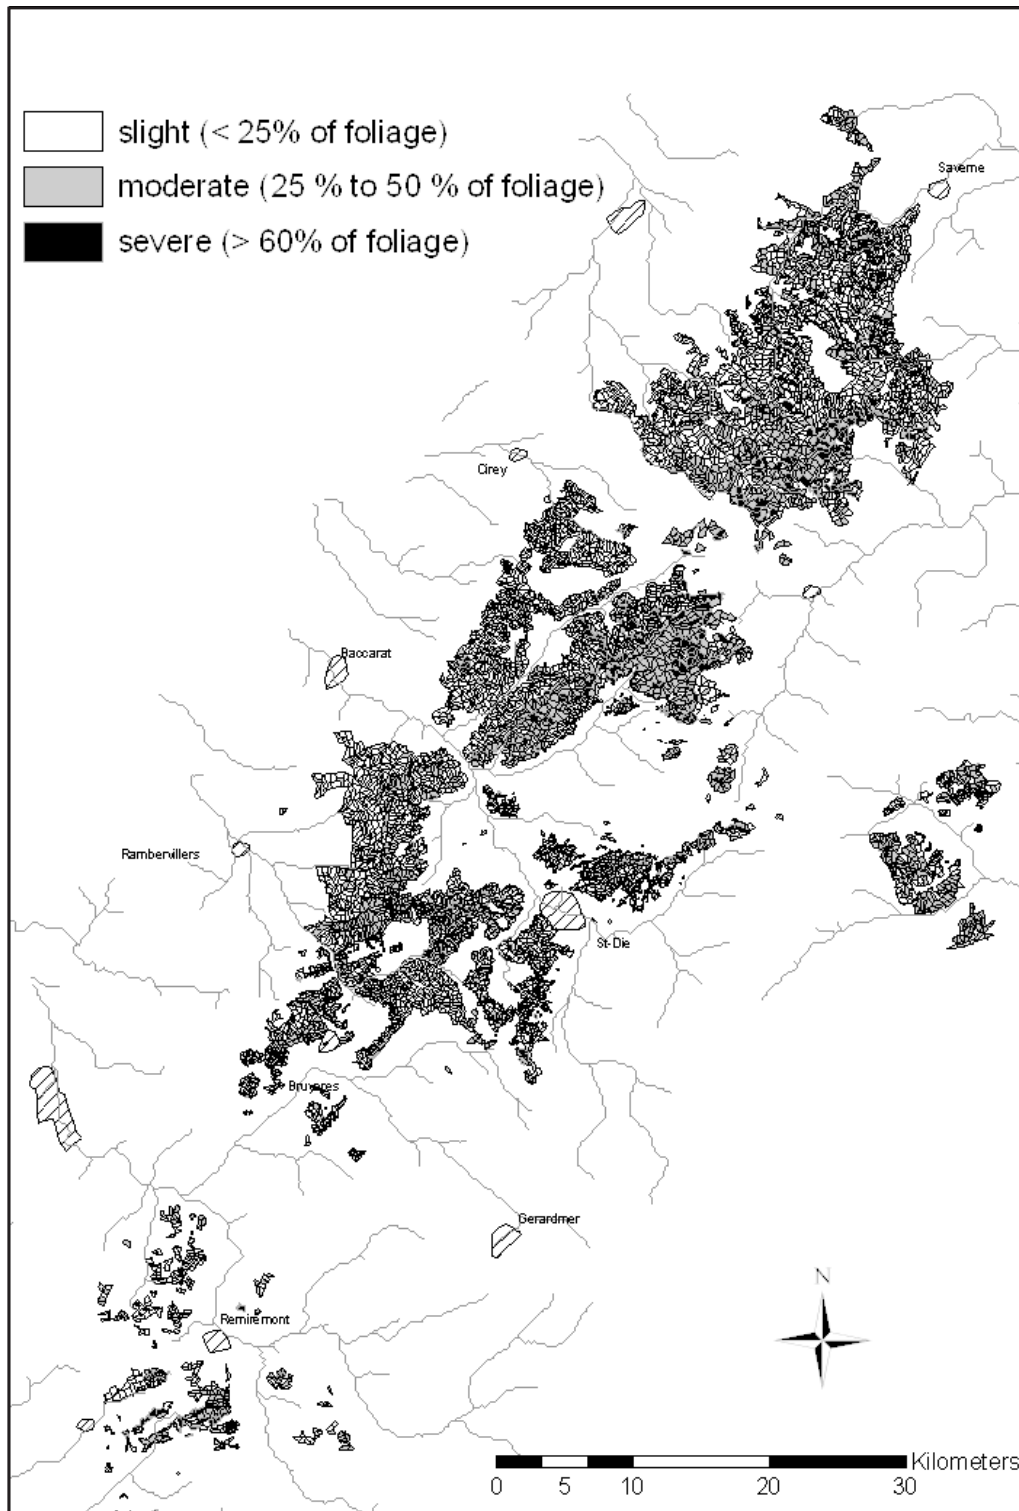 slight (< 25% of foliage)
moderate (25 % to 50 % of foliage)
severe (> 60% of foliage)
Saverne
Cirey
Baccarat
Rambervillers
St-Die
Bruyeres
Gerardmer
N
Remiremont
Kilometers
0 5 10 20 30